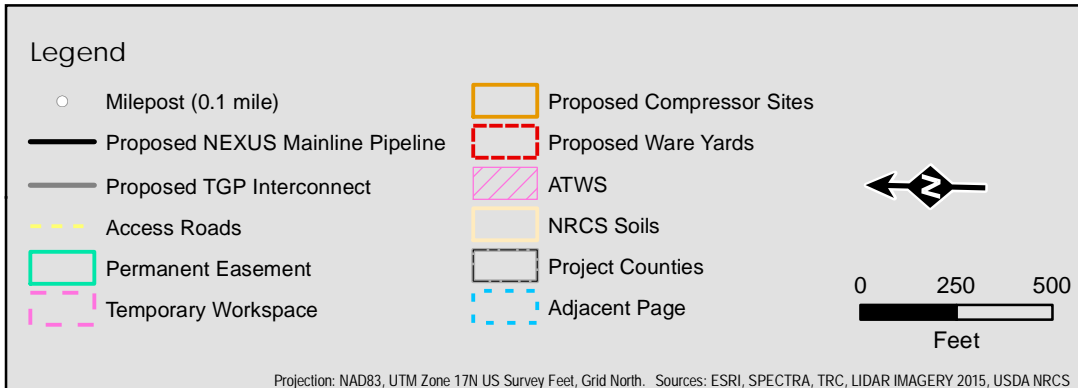 Legend
Milepost (0.1 mile)
Proposed NEXUS Mainline Pipeline
Proposed TGP Interconnect
Access Roads
Permanent Easement
Temporary Workspace
Proposed Compressor Sites
Proposed Ware Yards
ATWS
NRCS Soils
Project Counties
Adjacent Page
N
0 250 500
Feet
Projection: NAD83, UTM Zone 17N US Survey Feet, Grid North. Sources: ESRI, SPECTRA, TRC, LIDAR IMAGERY 2015, USDA NRCS